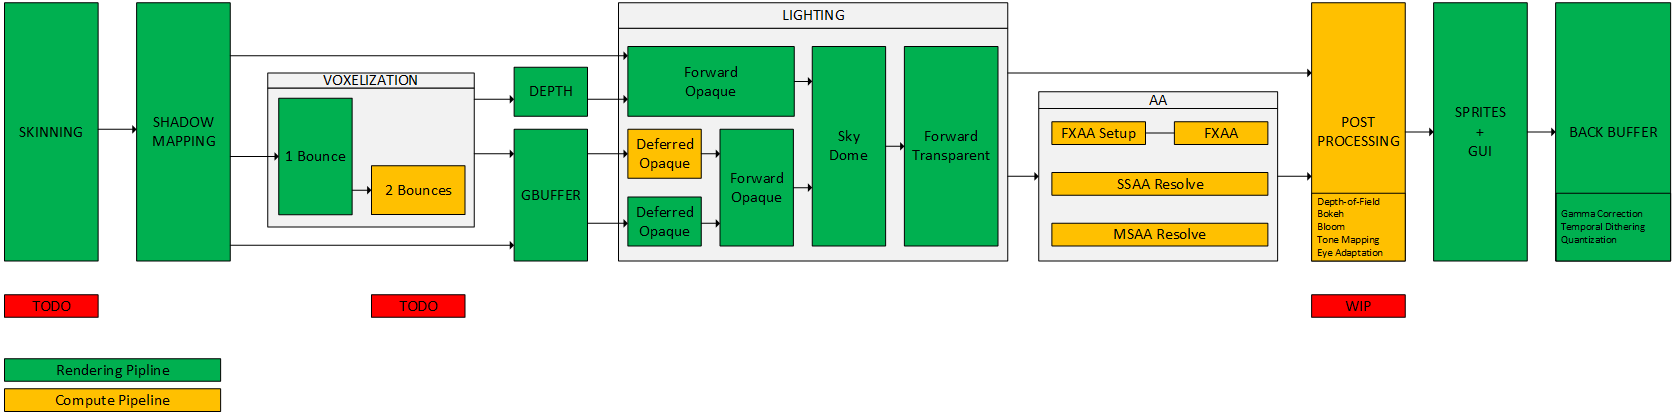 SKINNING
SHADOW
MAPPING
VOXELIZATION
1 Bounce
2 Bounces
DEPTH
GBUFFER
LIGHTING
Forward
Opaque
Deferred
Opaque
Deferred
Opaque
Forward
Opaque
Sky
Dome
Forward
Transparent
AA
FXAA Setup
FXAA
SSAA Resolve
MSAA Resolve
POST
PROCESSING
Depth-of-Field
Bokeh
Bloom
Tone Mapping
Eye Adaptation
SPRITES
+
GUI
BACK BUFFER
Gamma Correction
Temporal Dithering
Quantization
TODO
TODO
WIP
Rendering Pipline
Compute Pipeline